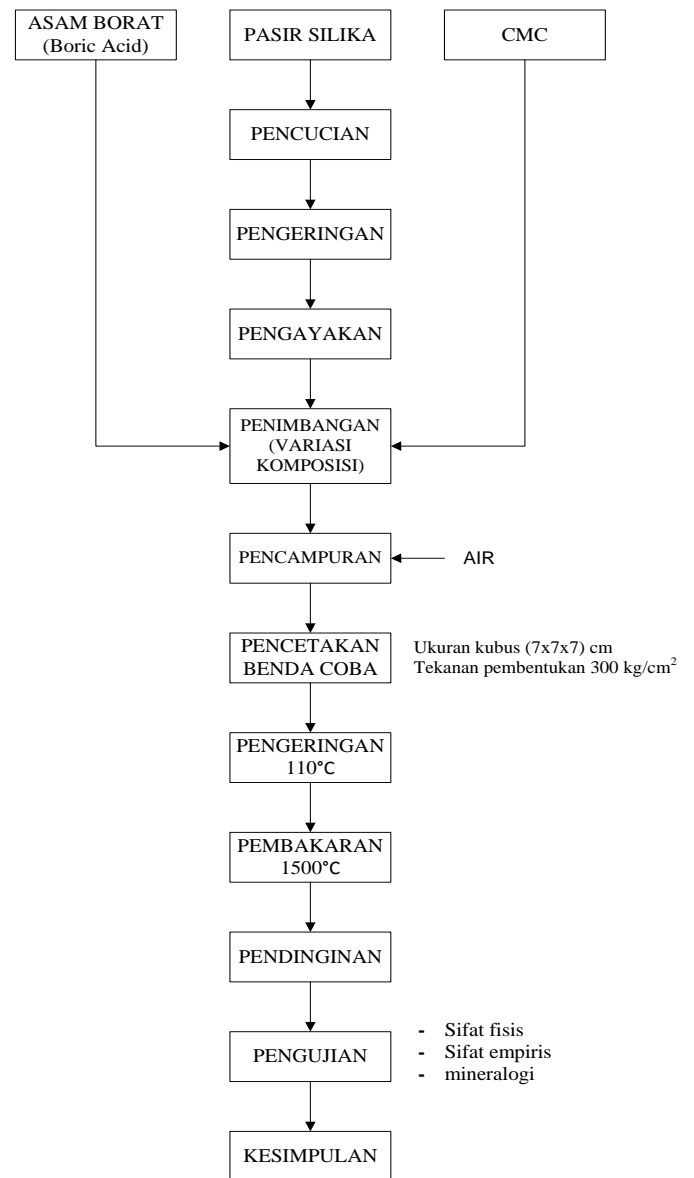 ASAM BORAT
(Boric Acid)
PASIR SILIKA
CMC
PENCUCIAN
PENGERINGAN
PENGAYAKAN
PENIMBANGAN
(VARIASI
KOMPOSISI)
PENCAMPURAN
AIR
PENCETAKAN
BENDA COBA
Ukuran kubus (7x7x7) cm
Tekanan pembentukan 300 kg/cm²
PENGERINGAN
110°C
PEMBAKARAN
1500°C
PENDINGINAN
PENGUJIAN
- Sifat fisis
- Sifat empiris
- mineralogi
KESIMPULAN